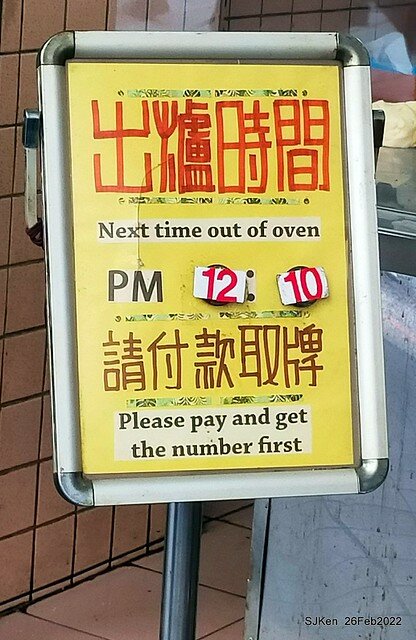 出爐時間
Next time out of oven
PM 12:10
請付款取牌
Please pay and get
the number first
SJKen 26Feb2022